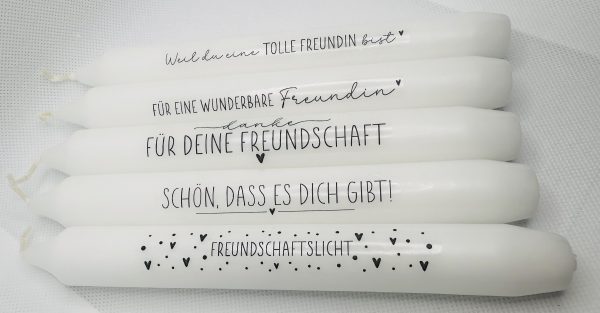 Weil du eine TOLLE FREUNDIN bist
FÜR EINE WUNDERBARE Freundin
danke
FÜR DEINE FREUNDSCHAFT
SCHÖN, DASS ES DICH GIBT!
FREUNDSCHAFTSLICHT